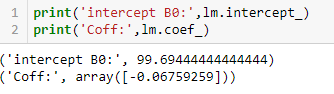 1 print('intercept B0:',lm.intercept_)
2 print('Coff:',lm.coef_)
('intercept B0:', 99.69444444444444)
('Coff:', array([-0.06759259]))